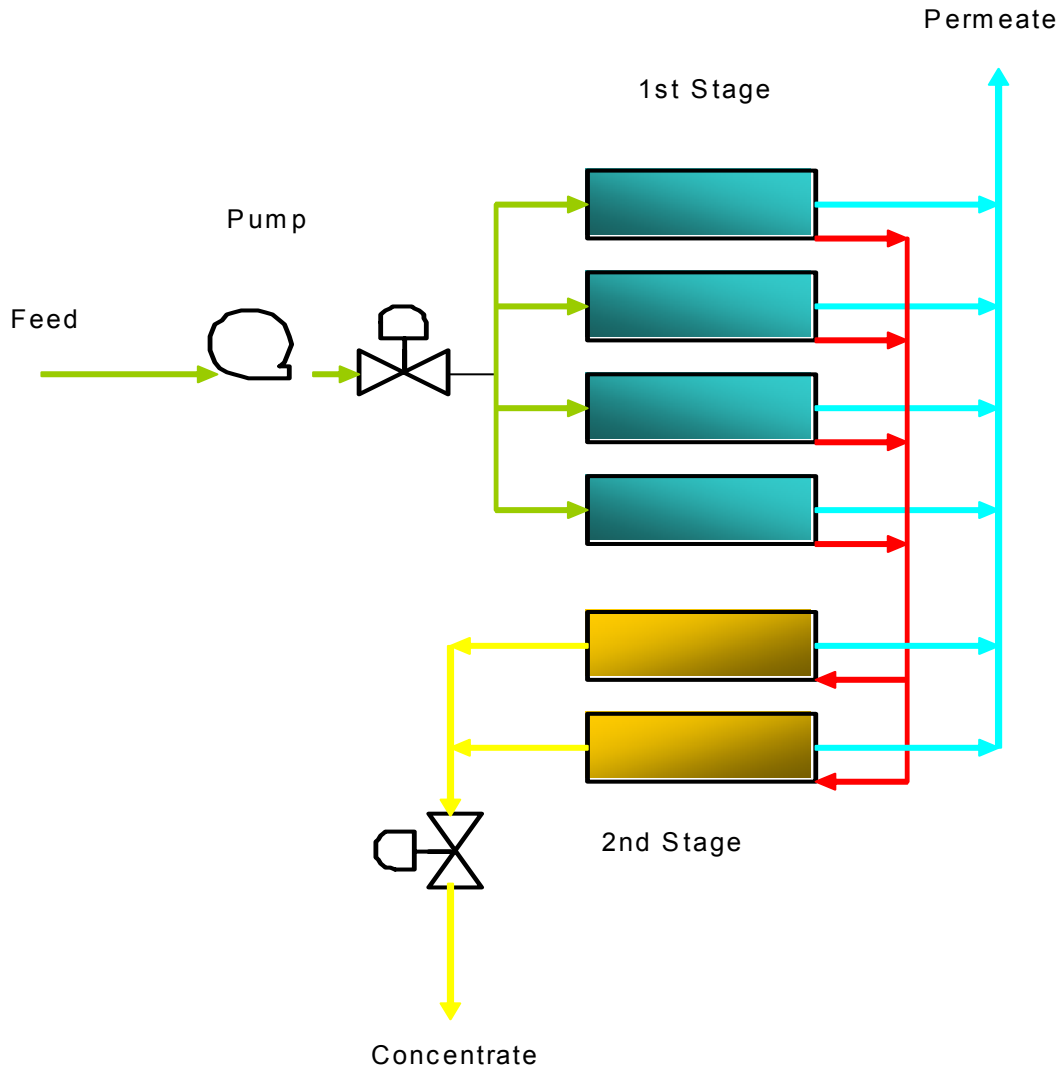 Permeate
1st Stage
Pump
Feed
2nd Stage
Concentrate